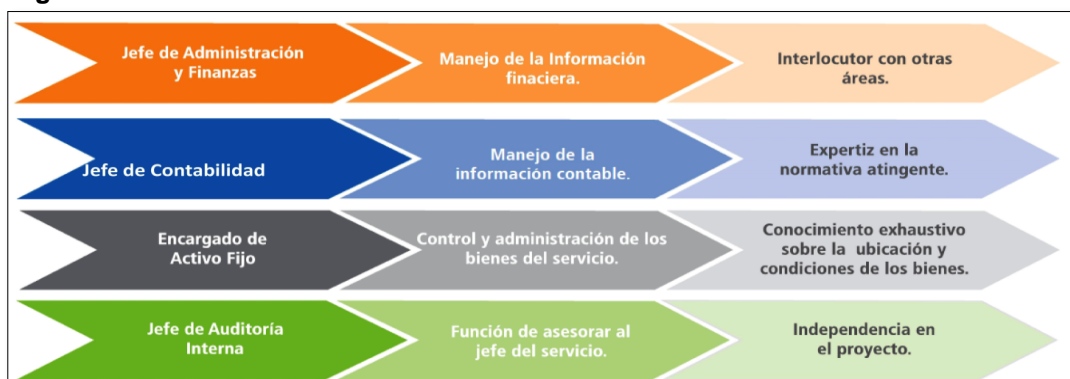 Jefe de Administración
y Finanzas
Manejo de la Información
finaciera.
Interlocutor con otras
áreas.
Jefe de Contabilidad
Manejo de la
información contable.
Expertiz en la
normativa atingente.
Encargado de
Activo Fijo
Control y administración de los
bienes del servicio.
Conocimiento exhaustivo
sobre la ubicación y
condiciones de los bienes.
Jefe de Auditoría
Interna
Función de asesorar al
jefe del servicio.
Independencia en
el proyecto.